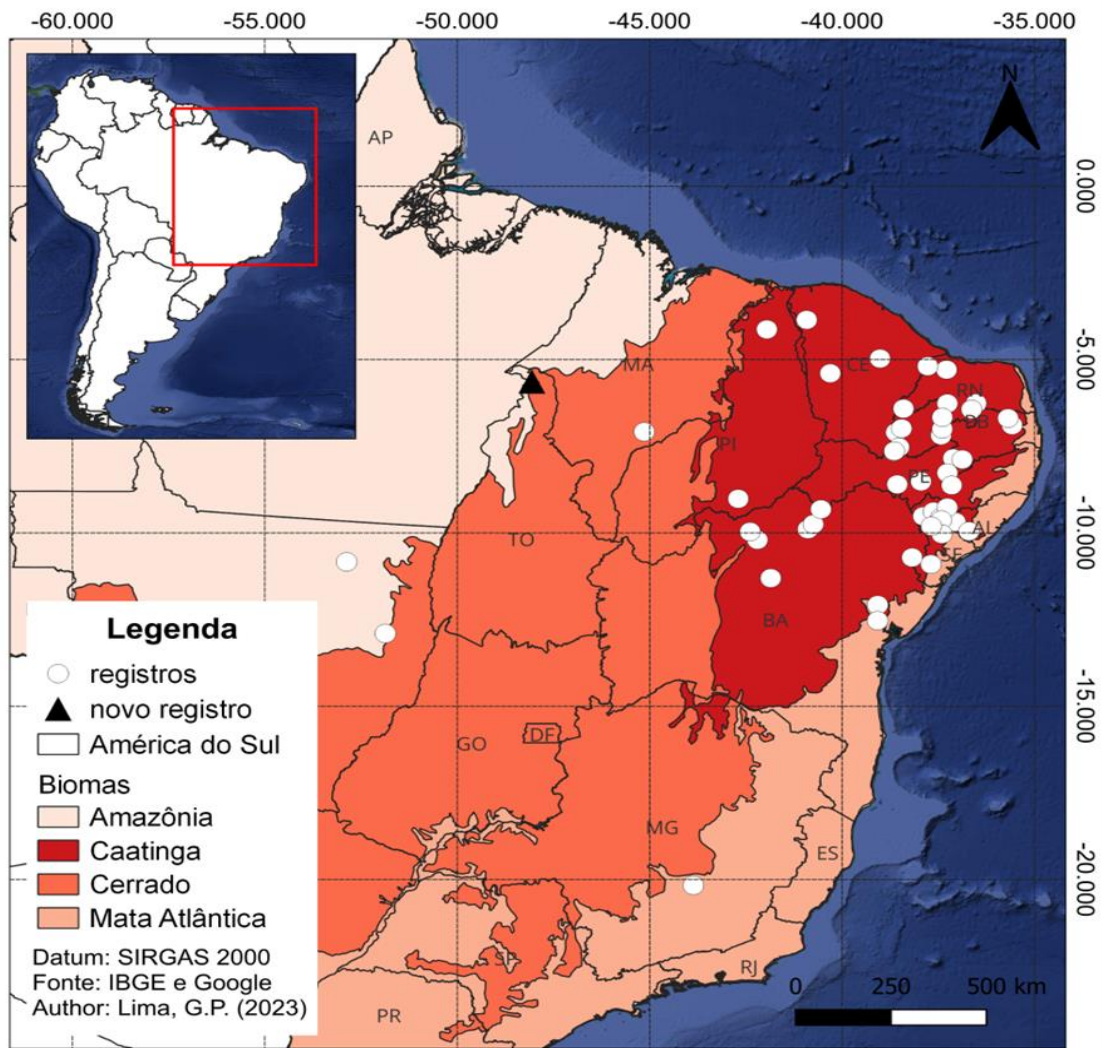 -60.000 -55.000 -50.000 -45.000 -40.000 -35.000
N
AP
0.000
-5.000
MA
CE
RN
PB
PI
PE
-10.000
TO
AL
SE
BA
Legenda
registros
novo registro
América do Sul
-15.000
GO
DF
Biomas
Amazônia
Caatinga
Cerrado
Mata Atlântica
MG
ES
-20.000
Datum: SIRGAS 2000
Fonte: IBGE e Google
Author: Lima, G.P. (2023)
SP
RJ
PR
0 250 500 km